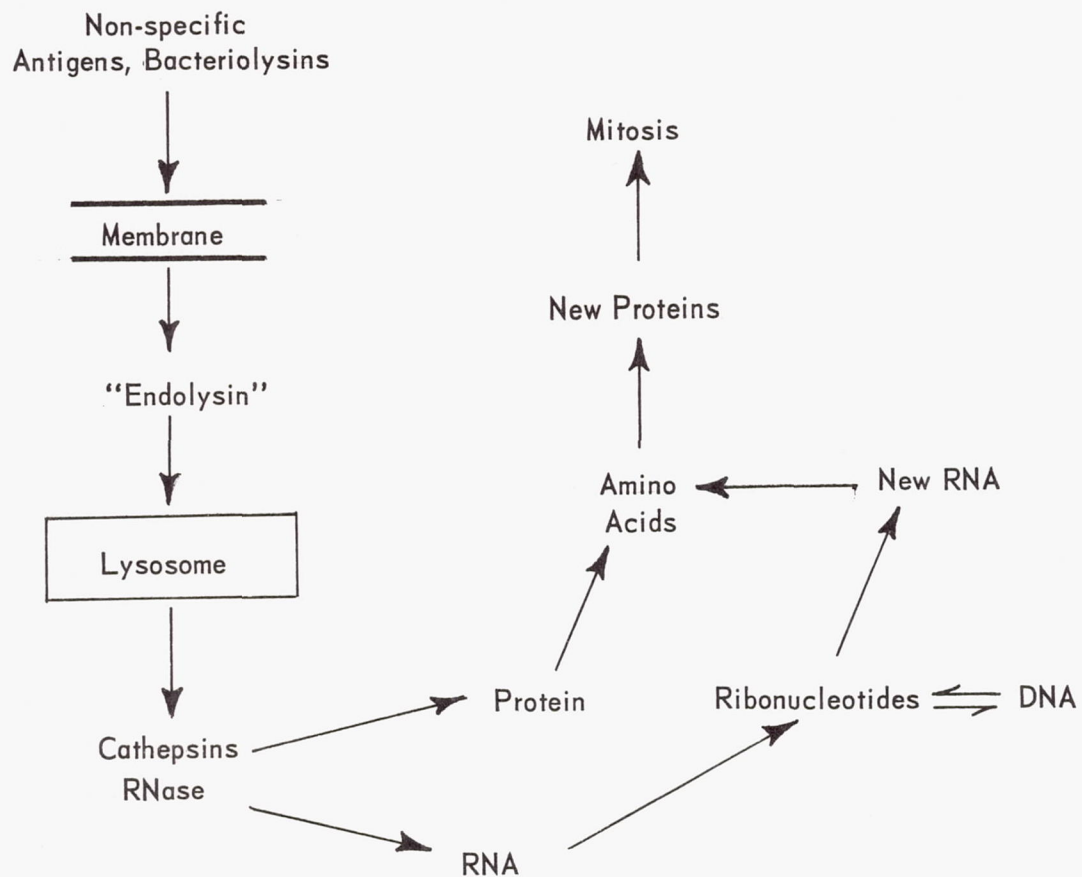 Non-specific
Antigens, Bacteriolysins
Membrane
“Endolysin”
Lysosome
Cathepsins
RNase
Protein
RNA
Ribonucleotides
DNA
New RNA
Amino
Acids
New Proteins
Mitosis